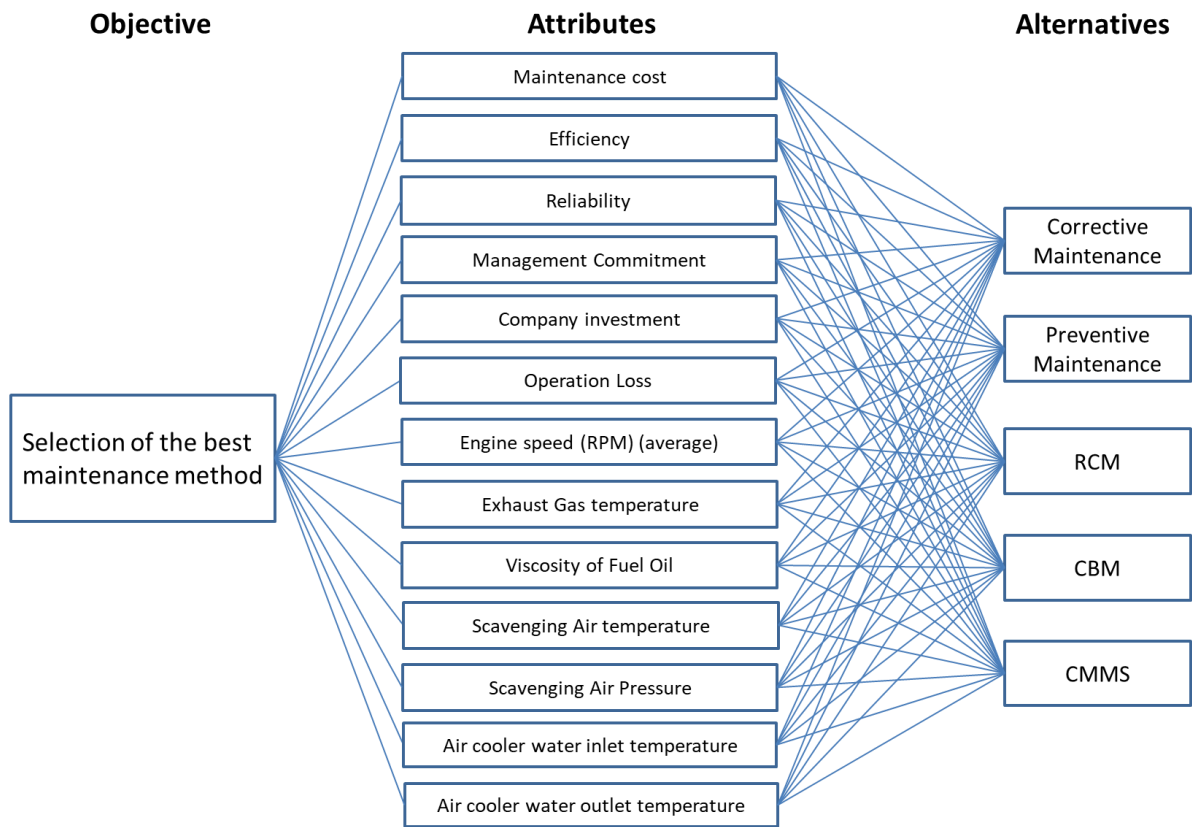 Objective
Attributes
Alternatives
Selection of the best
maintenance method
Maintenance cost
Efficiency
Reliability
Management Commitment
Company investment
Operation Loss
Engine speed (RPM) (average)
Exhaust Gas temperature
Viscosity of Fuel Oil
Scavenging Air temperature
Scavenging Air Pressure
Air cooler water inlet temperature
Air cooler water outlet temperature
Corrective
Maintenance
Preventive
Maintenance
RCM
CBM
CMMS